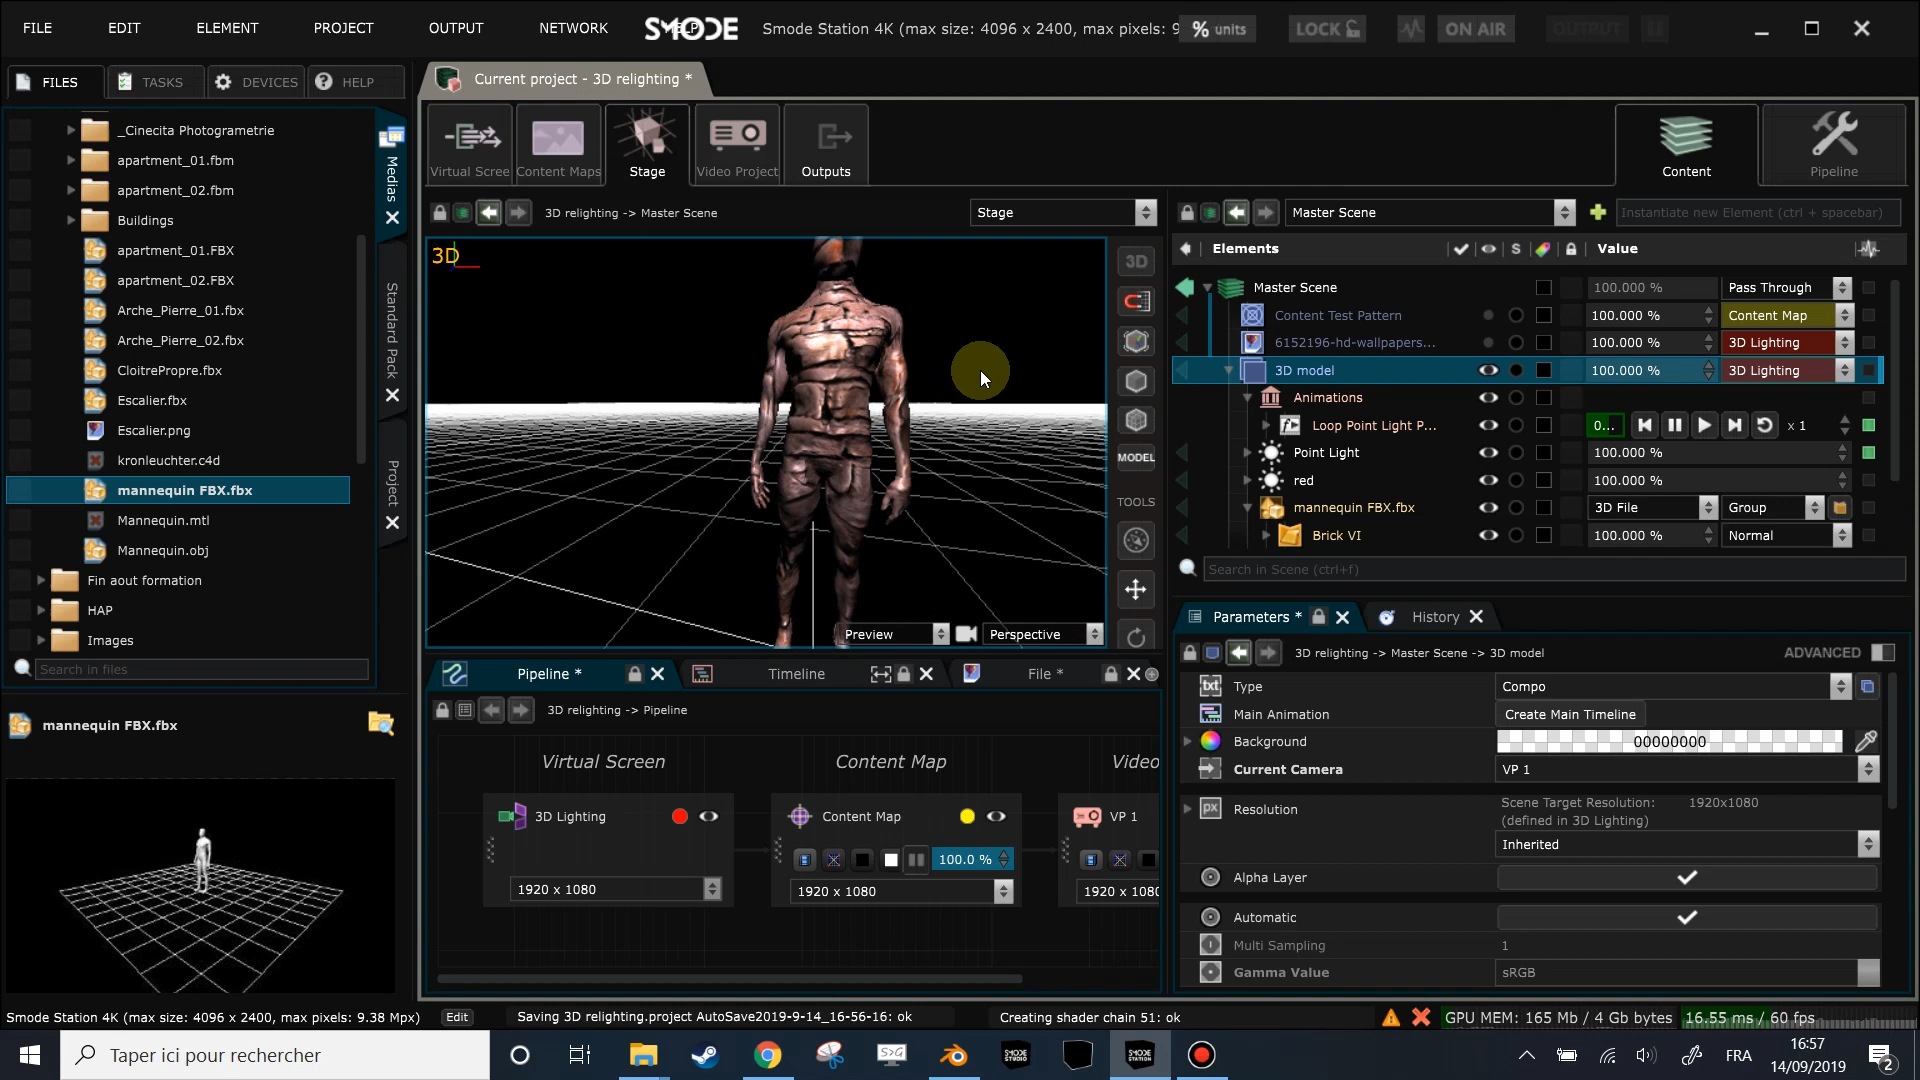 FILE EDIT ELEMENT PROJECT OUTPUT NETWORK SMODE Smode Station 4K (max size: 4096 x 2400, max pixels: 9 % units LOCK ON AIR OUTPUT
FILES TASKS DEVICES HELP
Current project - 3D relighting *
Virtual Scree Content Maps Stage Video Project Outputs Content Pipeline
_Cinecita Photogrametrie
apartment_01.fbm
apartment_02.fbm
Buildings
apartment_01.FBX
apartment_02.FBX
Arche_Pierre_01.fbx
Arche_Pierre_02.fbx
CloitrePropre.fbx
Escalier.fbx
Escalier.png
kronleuchter.c4d
mannequin FBX.fbx
Mannequin.mtl
Mannequin.obj
Fin aout formation
HAP
Images
Search in files
Medias
Standard Pack
Project
mannequin FBX.fbx
3D relighting -> Master Scene Stage
3D
3D
MODEL
TOOLS
Preview Perspective
Pipeline * Timeline File *
3D relighting -> Pipeline
Virtual Screen Content Map Video
3D Lighting Content Map VP 1
100.0 %
1920 x 1080 1920 x 1080 1920 x 1080
Master Scene Instantiate new Element (ctrl + spacebar)
Elements S Value
Master Scene 100.000 % Pass Through
Content Test Pattern 100.000 % Content Map
6152196-hd-wallpapers... 100.000 % 3D Lighting
3D model 100.000 % 3D Lighting
Animations
Loop Point Light P... 0... x 1
Point Light 100.000 %
red 100.000 %
mannequin FBX.fbx 3D File Group
Brick VI 100.000 % Normal
Search in Scene (ctrl+f)
Parameters * History
3D relighting -> Master Scene -> 3D model ADVANCED
txt Type Compo
Main Animation Create Main Timeline
Background 00000000
Current Camera VP 1
px Resolution Scene Target Resolution: 1920x1080
(defined in 3D Lighting)
Inherited
Alpha Layer
Automatic
Multi Sampling 1
Gamma Value sRGB
Smode Station 4K (max size: 4096 x 2400, max pixels: 9.38 Mpx) Edit Saving 3D relighting.project AutoSave2019-9-14_16-56-16: ok Creating shader chain 51: ok GPU MEM: 165 Mb / 4 Gb bytes 16.55 ms / 60 fps
Taper ici pour rechercher
S>G
SMODE STUDIO
SMODE STATION
FRA
16:57
14/09/2019
2